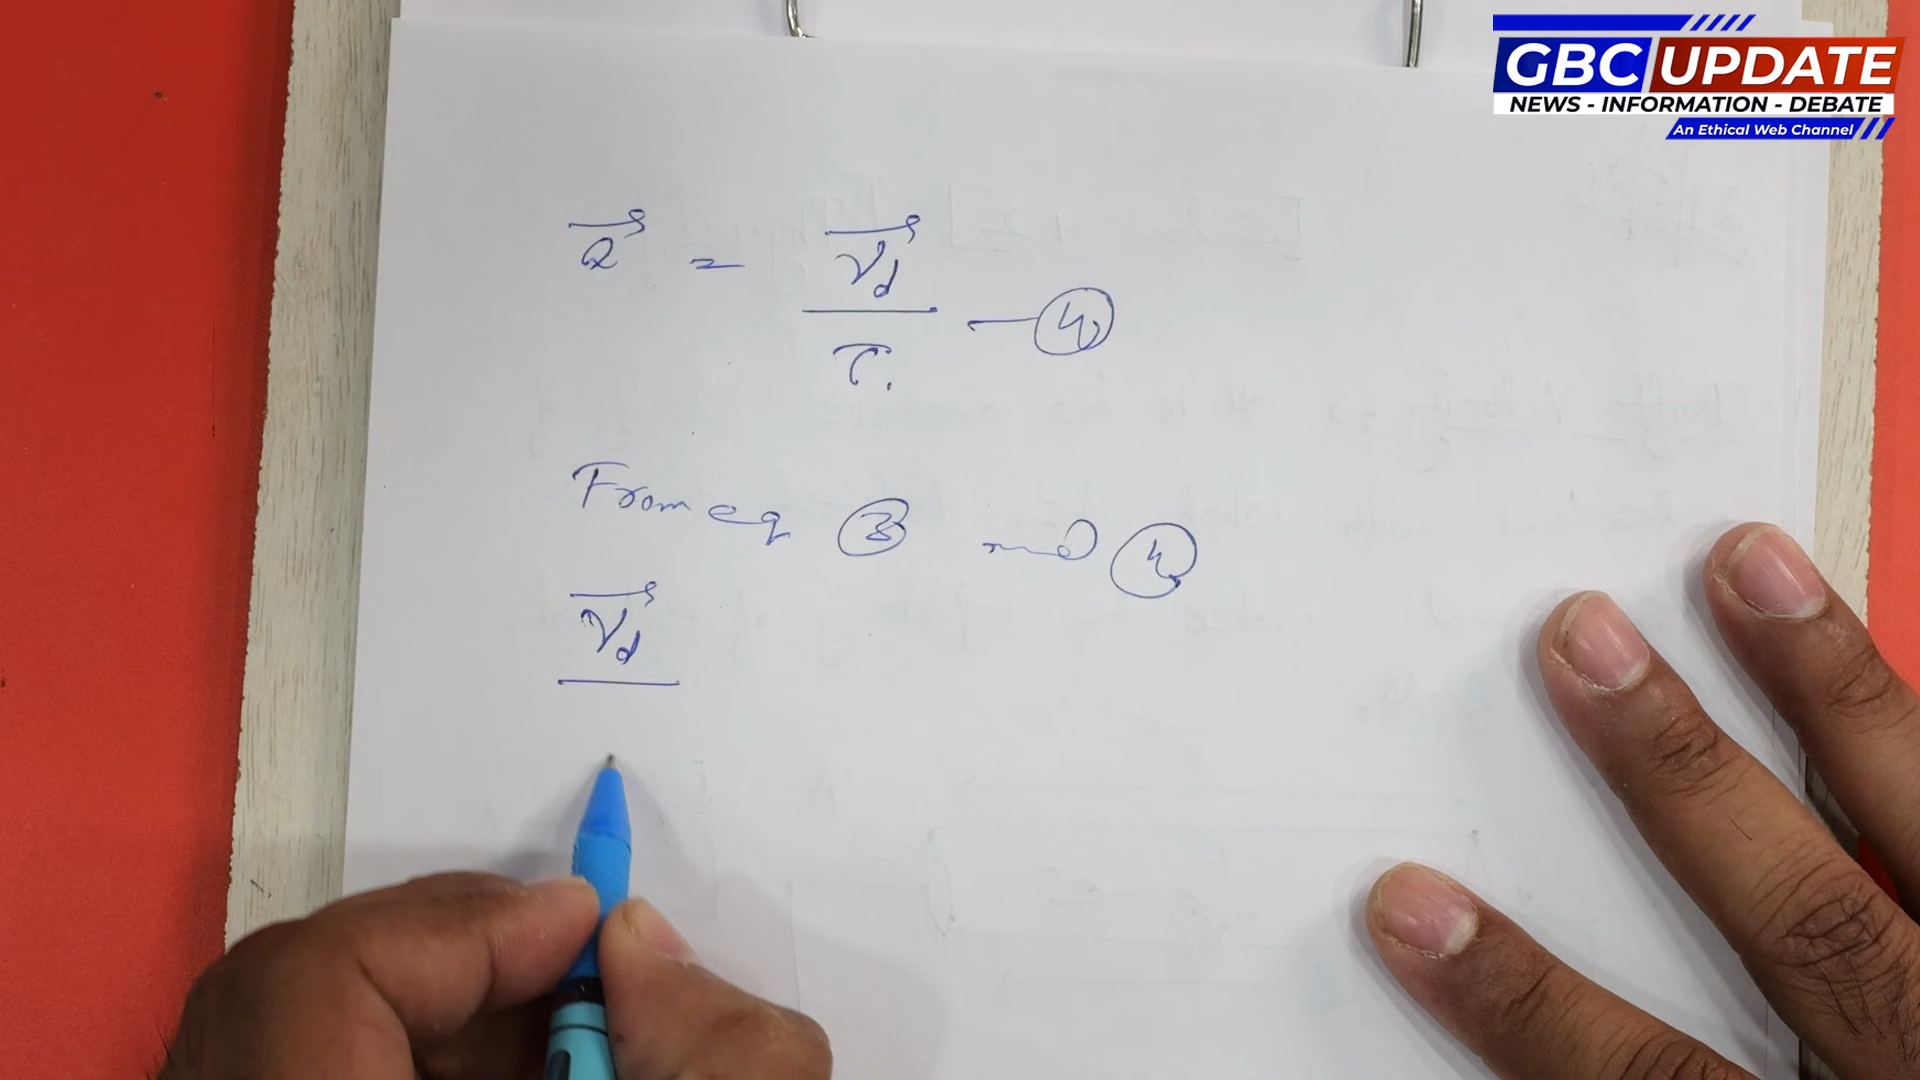 GBC UPDATE
NEWS - INFORMATION - DEBATE
An Ethical Web Channel
a⃗ = v⃗d / τ. — ④
From eq ③ and ④
v⃗d